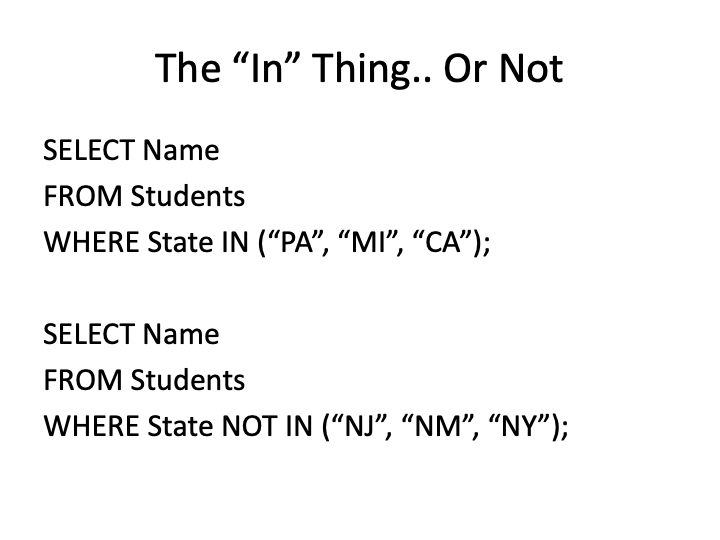 The “In” Thing.. Or Not
SELECT Name
FROM Students
WHERE State IN (“PA”, “MI”, “CA”);
SELECT Name
FROM Students
WHERE State NOT IN (“NJ”, “NM”, “NY”);